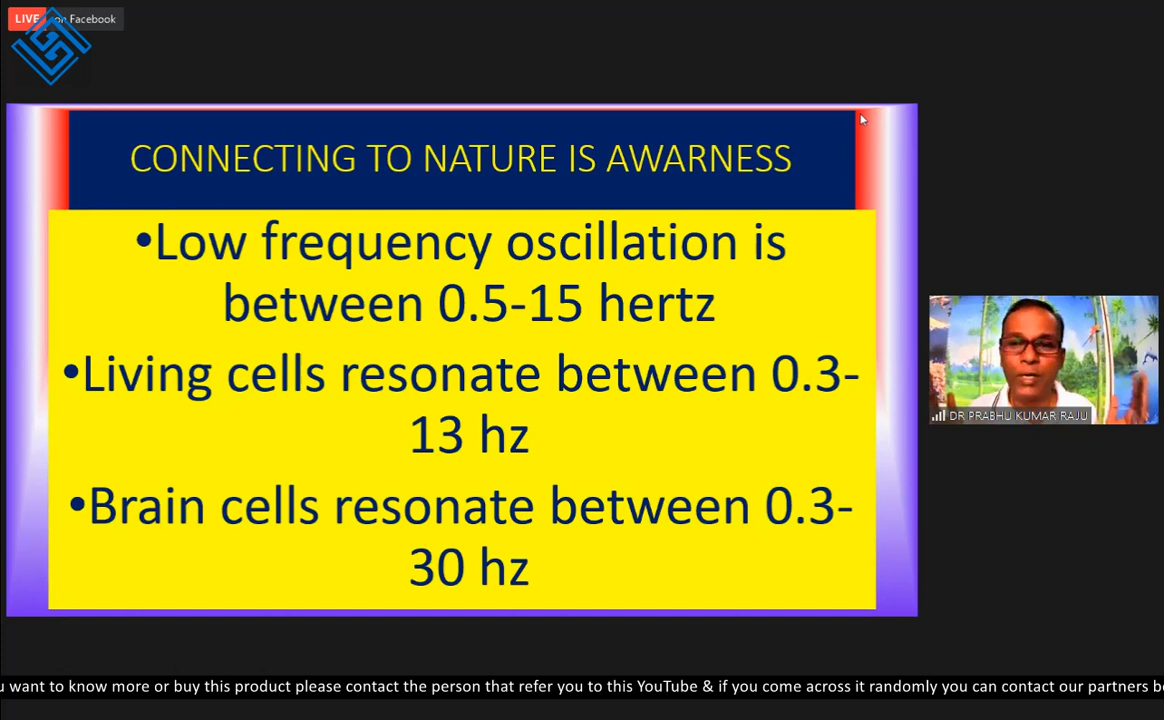 LIVE on Facebook
CONNECTING TO NATURE IS AWARNESS
•Low frequency oscillation is
between 0.5-15 hertz
•Living cells resonate between 0.3-
13 hz
•Brain cells resonate between 0.3-
30 hz
DR PRABHU KUMAR RAJU
want to know more or buy this product please contact the person that refer you to this YouTube & if you come across it randomly you can contact our partners